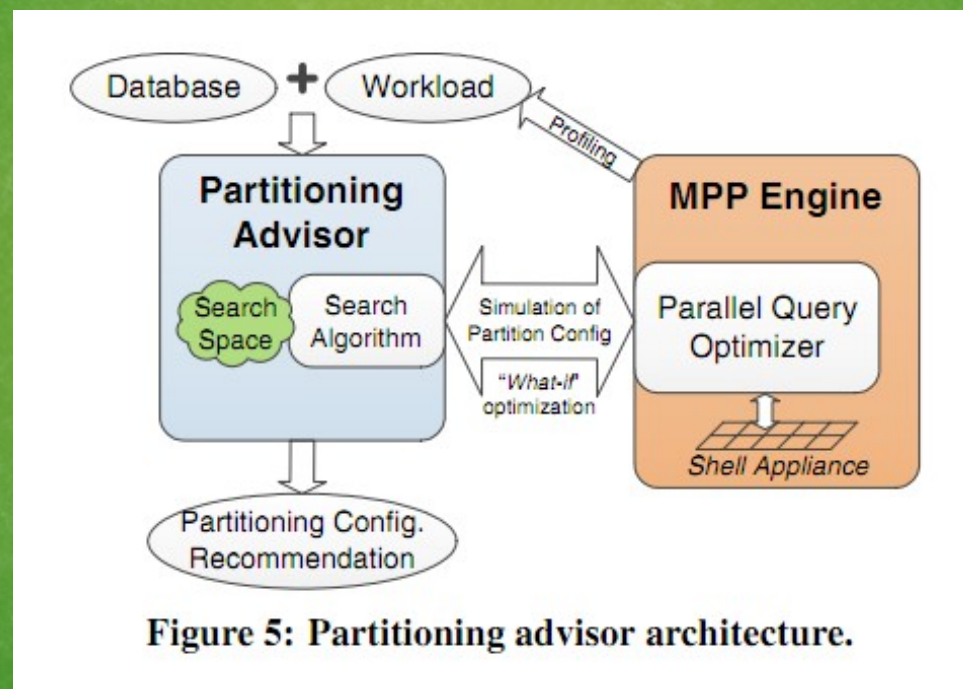 Database + Workload
Profiling
Partitioning
Advisor
Search
Space
Search
Algorithm
Simulation of
Partition Config
"What-if"
optimization
MPP Engine
Parallel Query
Optimizer
Shell Appliance
Partitioning Config.
Recommendation
Figure 5: Partitioning advisor architecture.